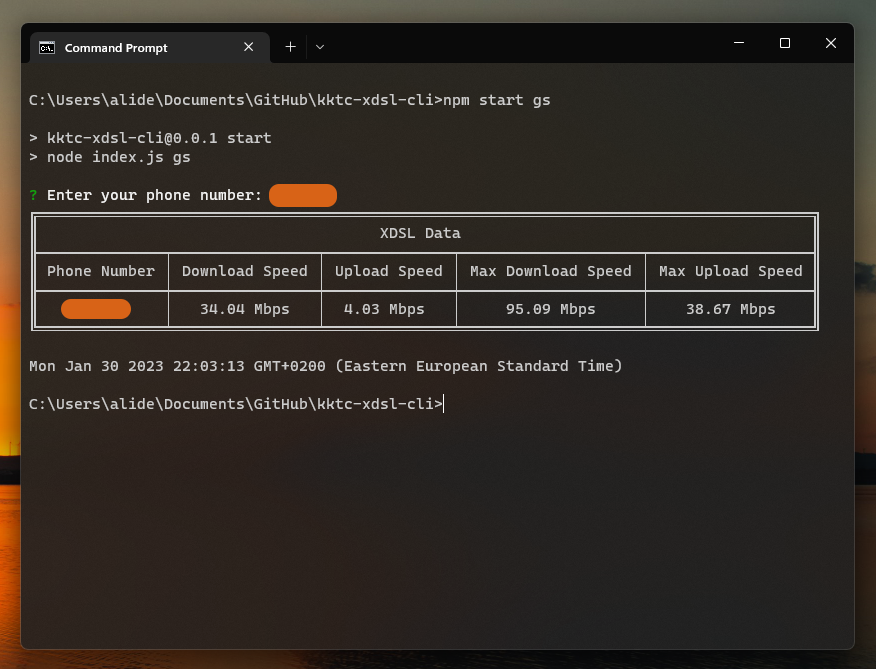 Command Prompt
C:\Users\alide\Documents\GitHub\kktc-xdsl-cli>npm start gs
> kktc-xdsl-cli@0.0.1 start
> node index.js gs
? Enter your phone number:
XDSL Data
Phone Number Download Speed Upload Speed Max Download Speed Max Upload Speed
34.04 Mbps 4.03 Mbps 95.09 Mbps 38.67 Mbps
Mon Jan 30 2023 22:03:13 GMT+0200 (Eastern European Standard Time)
C:\Users\alide\Documents\GitHub\kktc-xdsl-cli>